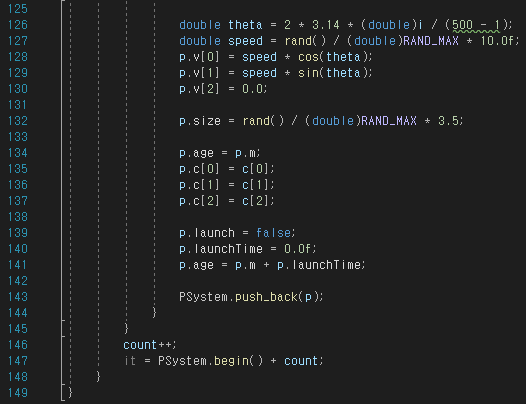 125
126 double theta = 2 * 3.14 * (double)i / (500 - 1);
127 double speed = rand() / (double)RAND_MAX * 10.0f;
128 p.v[0] = speed * cos(theta);
129 p.v[1] = speed * sin(theta);
130 p.v[2] = 0.0;
131
132 p.size = rand() / (double)RAND_MAX * 3.5;
133
134 p.age = p.m;
135 p.c[0] = c[0];
136 p.c[1] = c[1];
137 p.c[2] = c[2];
138
139 p.launch = false;
140 p.launchTime = 0.0f;
141 p.age = p.m + p.launchTime;
142
143 PSystem.push_back(p);
144 }
145 }
146 count++;
147 it = PSystem.begin() + count;
148 }
149 }